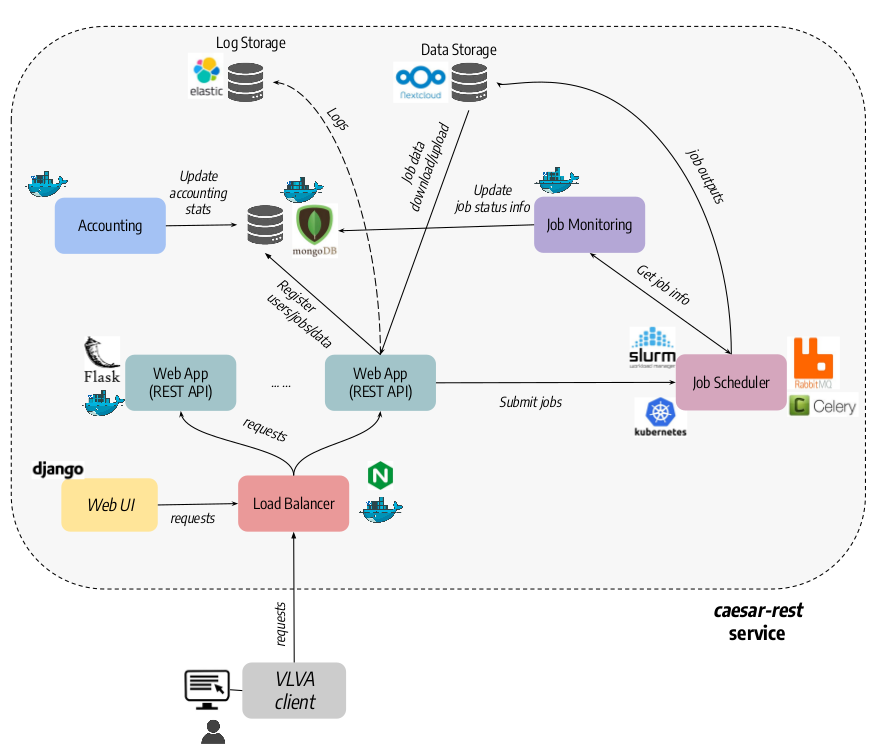 Log Storage
Data Storage
elastic
nextcloud
Logs
Job data
download/upload
job outputs
Update
accounting
stats
Update
job status info
Accounting
mongoDB
Job Monitoring
Get job info
Register
users/jobs/data
Flask
Web App
(REST API)
... ...
Web App
(REST API)
slurm
workload manager
Job Scheduler
RabbitMQ
Celery
kubernetes
Submit jobs
requests
django
Web UI
requests
Load Balancer
N
requests
caesar-rest
service
VLVA
client